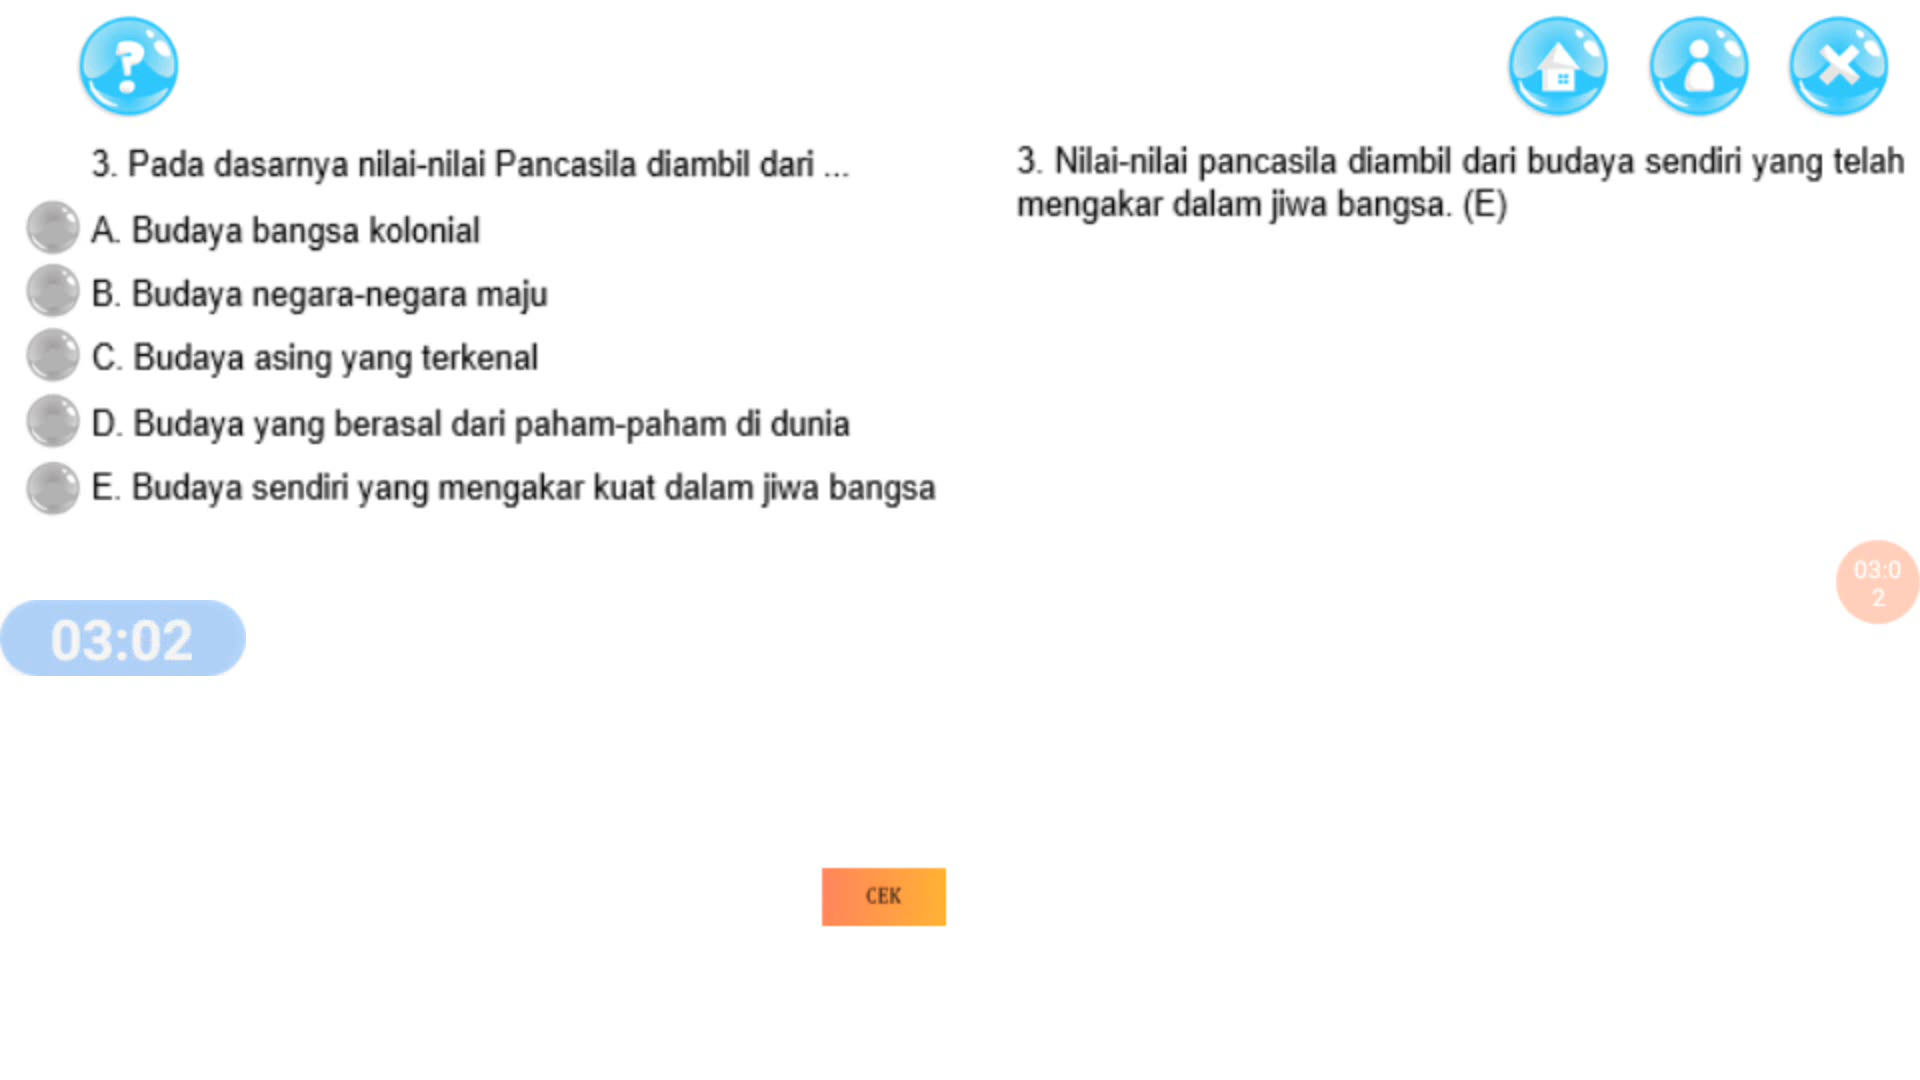 3. Pada dasarnya nilai-nilai Pancasila diambil dari ...
A. Budaya bangsa kolonial
B. Budaya negara-negara maju
C. Budaya asing yang terkenal
D. Budaya yang berasal dari paham-paham di dunia
E. Budaya sendiri yang mengakar kuat dalam jiwa bangsa
3. Nilai-nilai pancasila diambil dari budaya sendiri yang telah
mengakar dalam jiwa bangsa. (E)
03:0
2
03:02
CEK